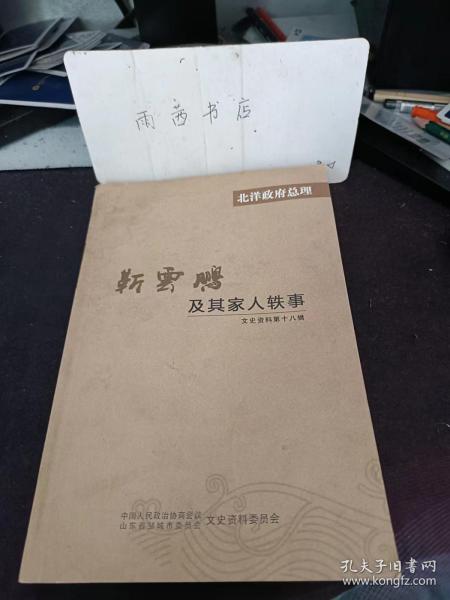 雨茜书店
北洋政府总理
靳雲鹏
及其家人轶事
文史资料第十八辑
中国人民政治协商会议
山东省邹城市委员会 文史资料委员会
孔夫子旧书网
www.kongfz.com